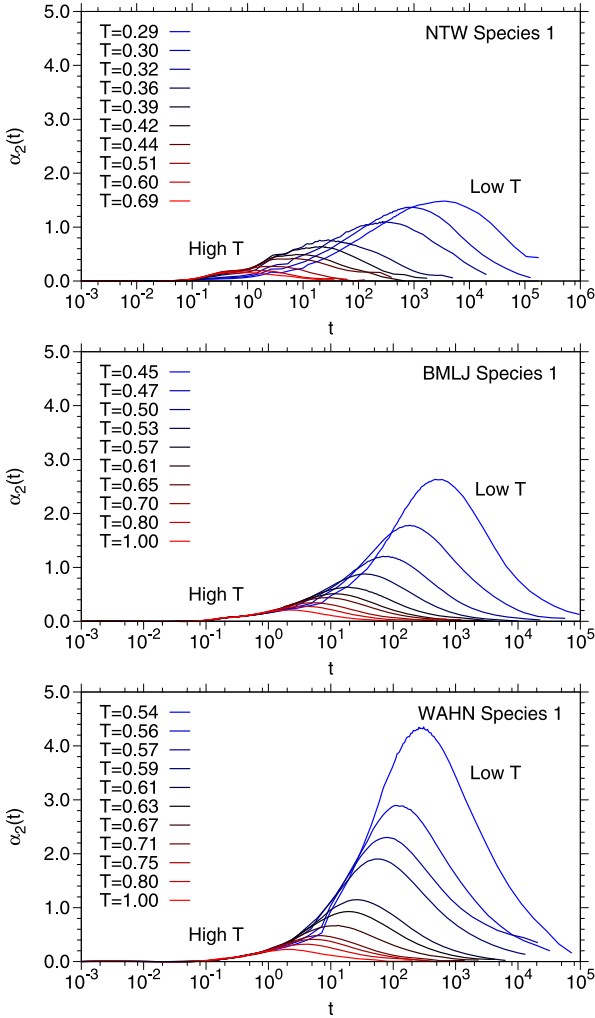 5.0
4.0
3.0
2.0
1.0
0.0
α₂(t)
T=0.29
T=0.30
T=0.32
T=0.36
T=0.39
T=0.42
T=0.44
T=0.51
T=0.60
T=0.69
NTW Species 1
Low T
High T
10⁻³ 10⁻² 10⁻¹ 10⁰ 10¹ 10² 10³ 10⁴ 10⁵ 10⁶
t
5.0
4.0
3.0
2.0
1.0
0.0
α₂(t)
T=0.45
T=0.47
T=0.50
T=0.53
T=0.57
T=0.61
T=0.65
T=0.70
T=0.80
T=1.00
BMLJ Species 1
Low T
High T
10⁻³ 10⁻² 10⁻¹ 10⁰ 10¹ 10² 10³ 10⁴ 10⁵
t
5.0
4.0
3.0
2.0
1.0
0.0
α₂(t)
T=0.54
T=0.56
T=0.57
T=0.59
T=0.61
T=0.63
T=0.67
T=0.71
T=0.75
T=0.80
T=1.00
WAHN Species 1
Low T
High T
10⁻³ 10⁻² 10⁻¹ 10⁰ 10¹ 10² 10³ 10⁴ 10⁵
t